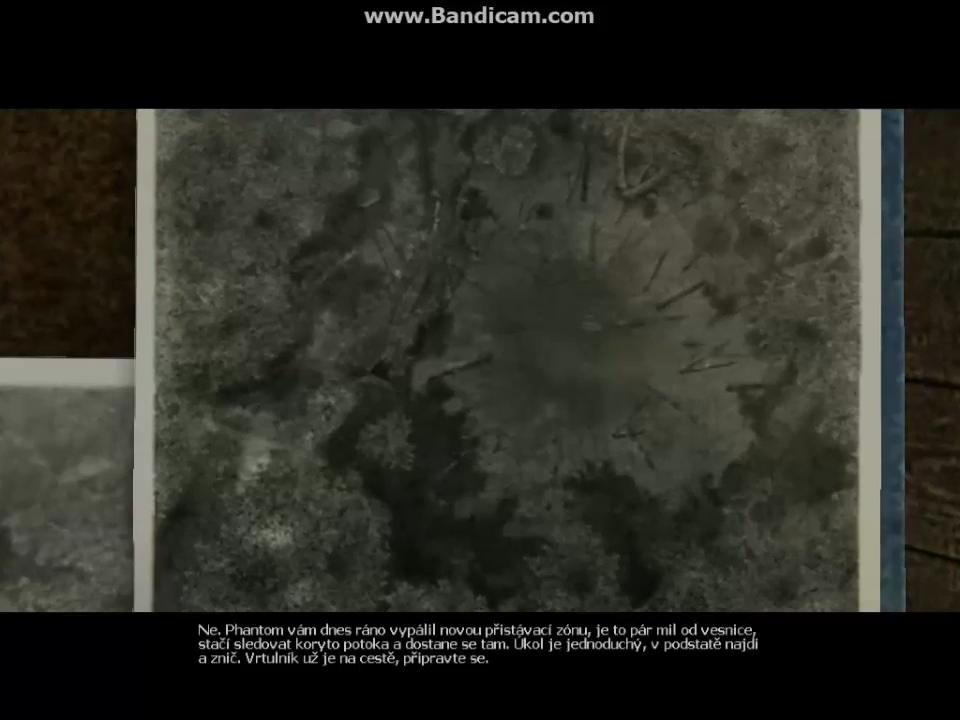 www.Bandicam.com
Ne. Phantom vám dnes ráno vypálil novou přistávací zónu, je to pár mil od vesnice,
stačí sledovat koryto potoka a dostane se tam. Úkol je jednoduchý, v podstatě najdi
a znič. Vrtulník už je na cestě, připravte se.